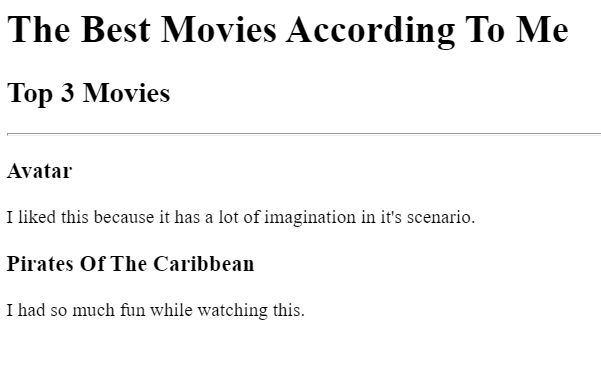 The Best Movies According To Me
Top 3 Movies
Avatar
I liked this because it has a lot of imagination in it's scenario.
Pirates Of The Caribbean
I had so much fun while watching this.